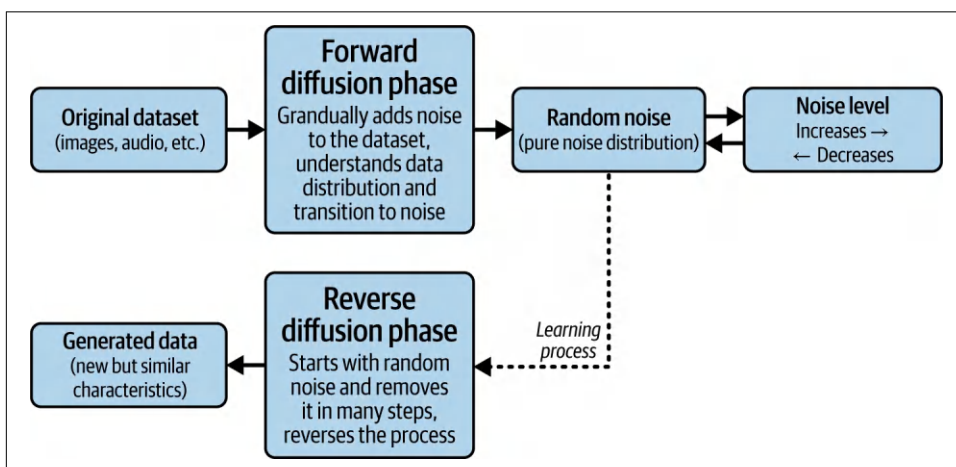 Original dataset
(images, audio, etc.)
Forward
diffusion phase
Grandually adds noise
to the dataset,
understands data
distribution and
transition to noise
Random noise
(pure noise distribution)
Noise level
Increases →
← Decreases
Generated data
(new but similar
characteristics)
Reverse
diffusion phase
Starts with random
noise and removes
it in many steps,
reverses the process
Learning
process